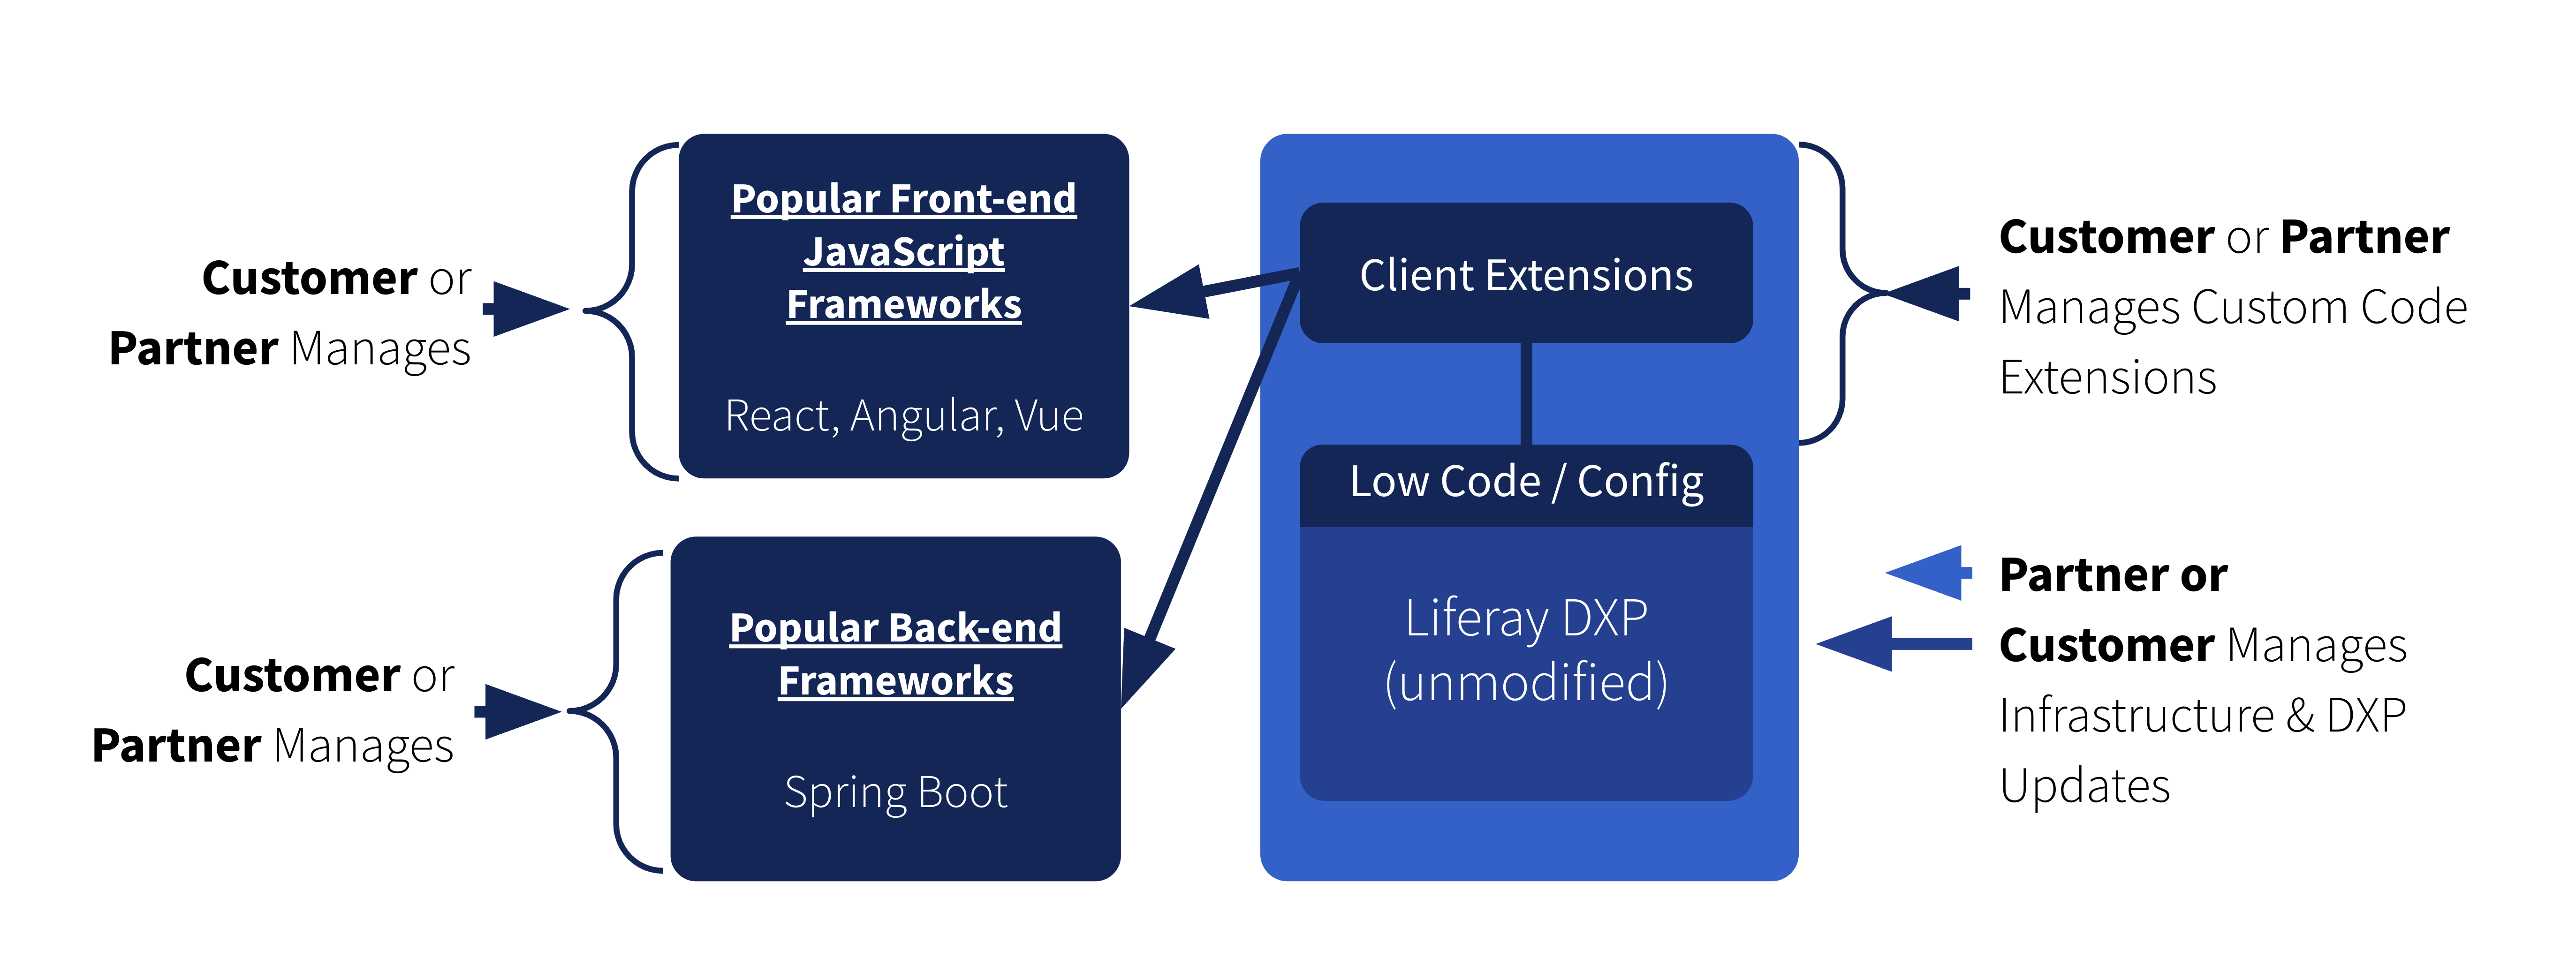 Customer or
Partner Manages
Popular Front-end
JavaScript
Frameworks
React, Angular, Vue
Customer or
Partner Manages
Popular Back-end
Frameworks
Spring Boot
Client Extensions
Low Code / Config
Liferay DXP
(unmodified)
Customer or Partner
Manages Custom Code
Extensions
Partner or
Customer Manages
Infrastructure & DXP
Updates